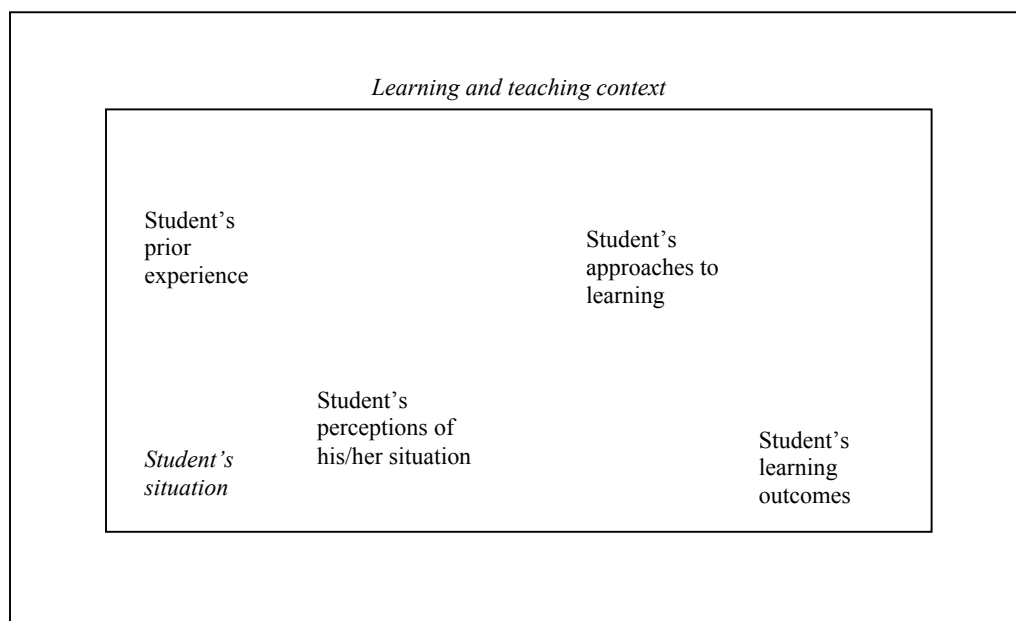 Learning and teaching context
Student’s
prior
experience
Student’s
approaches to
learning
Student’s
perceptions of
his/her situation
Student’s
situation
Student’s
learning
outcomes